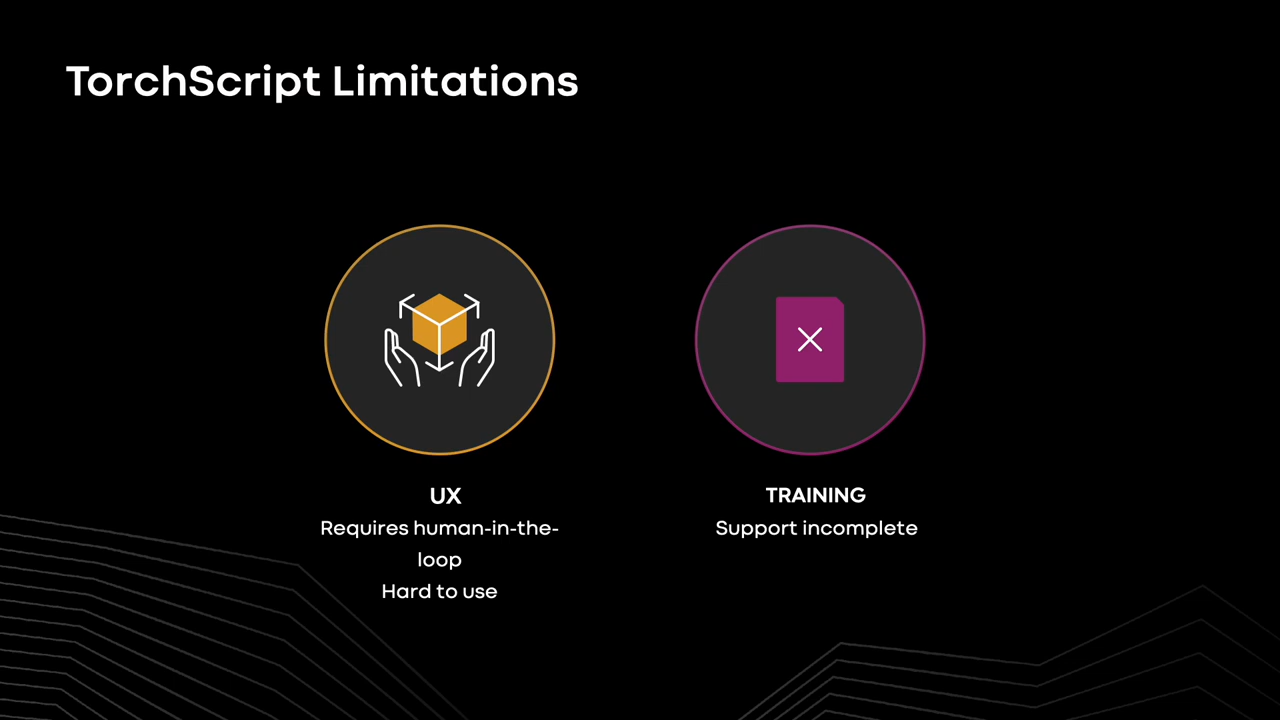 TorchScript Limitations
UX
Requires human-in-the-
loop
Hard to use
TRAINING
Support incomplete